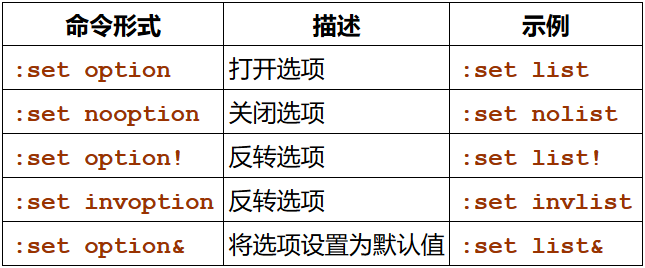 命令形式 描述 示例
:set option 打开选项 :set list
:set nooption 关闭选项 :set nolist
:set option! 反转选项 :set list!
:set invoption 反转选项 :set invlist
:set option& 将选项设置为默认值 :set list&